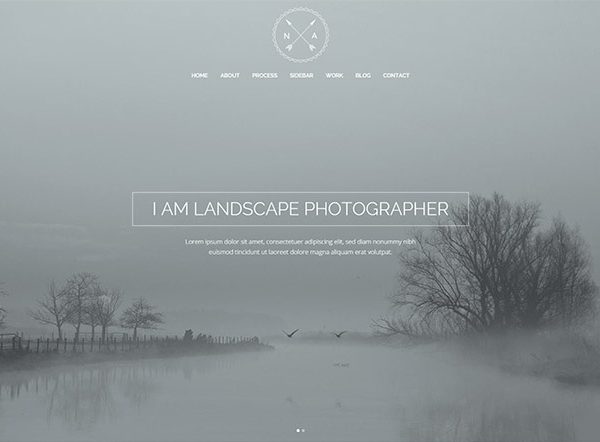 N A
HOME ABOUT PROCESS SIDEBAR WORK BLOG CONTACT
I AM LANDSCAPE PHOTOGRAPHER
Lorem ipsum dolor sit amet, consectetuer adipiscing elit, sed diam nonummy nibh
euismod tincidunt ut laoreet dolore magna aliquam erat volutpat.